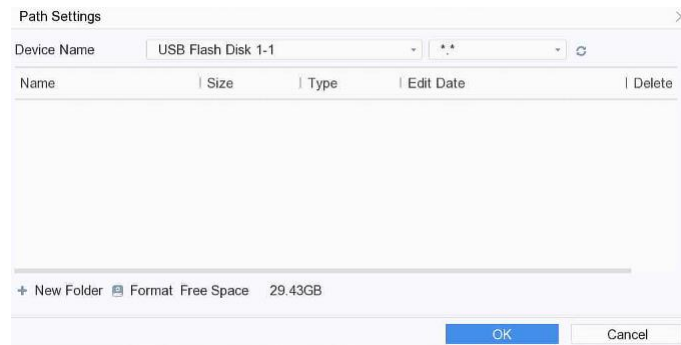 Path Settings
Device Name USB Flash Disk 1-1 *.*
Name Size Type Edit Date Delete
New Folder Format Free Space 29.43GB
OK Cancel